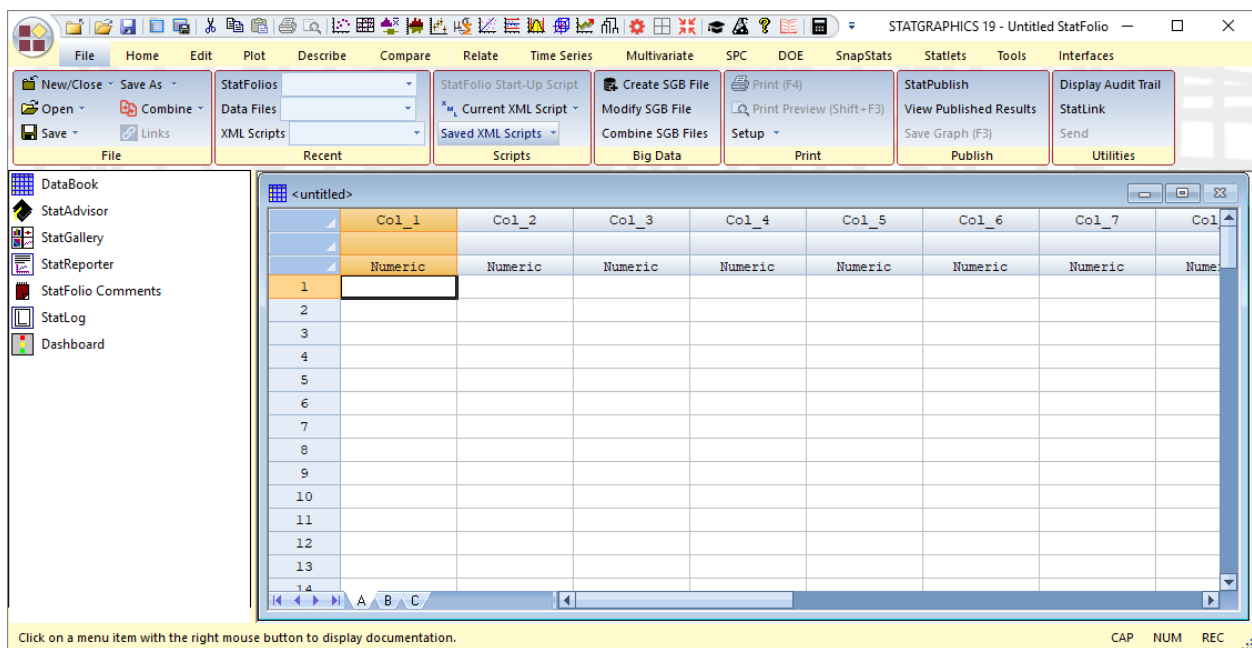 STATGRAPHICS 19 - Untitled StatFolio
File Home Edit Plot Describe Compare Relate Time Series Multivariate SPC DOE SnapStats Statlets Tools Interfaces
New/Close Save As StatFolios StatFolio Start-Up Script Create SGB File Print (F4) StatPublish Display Audit Trail
Open Combine Data Files Current XML Script Modify SGB File Print Preview (Shift+F3) View Published Results StatLink
Save Links XML Scripts Saved XML Scripts Combine SGB Files Setup Save Graph (F3) Send
File Recent Scripts Big Data Print Publish Utilities
DataBook
StatAdvisor
StatGallery
StatReporter
StatFolio Comments
StatLog
Dashboard
<untitled>
Col_1 Col_2 Col_3 Col_4 Col_5 Col_6 Col_7 Col
Numeric Numeric Numeric Numeric Numeric Numeric Numeric Nume
1
2
3
4
5
6
7
8
9
10
11
12
13
14
A B C
Click on a menu item with the right mouse button to display documentation. CAP NUM REC